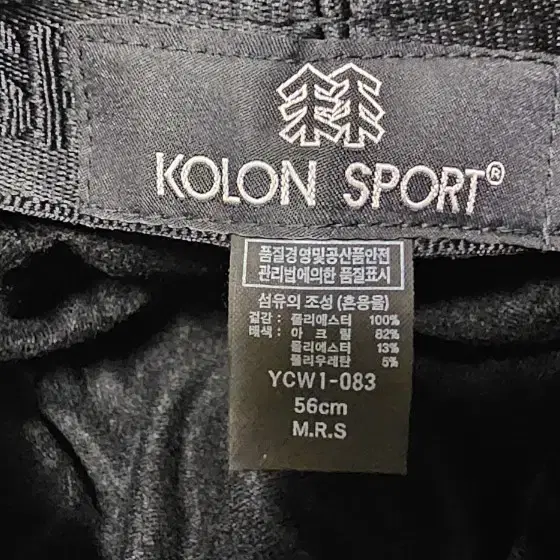 KOLON SPORT®
품질경영및공산품안전
관리법에의한 품질표시
섬유의 조성 (혼용율)
겉감: 폴리에스터 100%
배색: 아 크 릴 82%
폴리에스터 13%
폴리우레탄 5%
YCW1-083
56cm
M.R.S